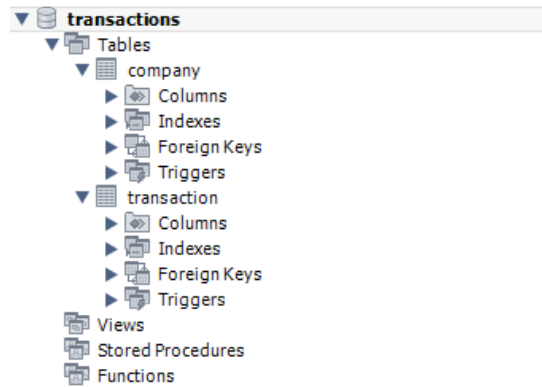 transactions
Tables
company
Columns
Indexes
Foreign Keys
Triggers
transaction
Columns
Indexes
Foreign Keys
Triggers
Views
Stored Procedures
Functions